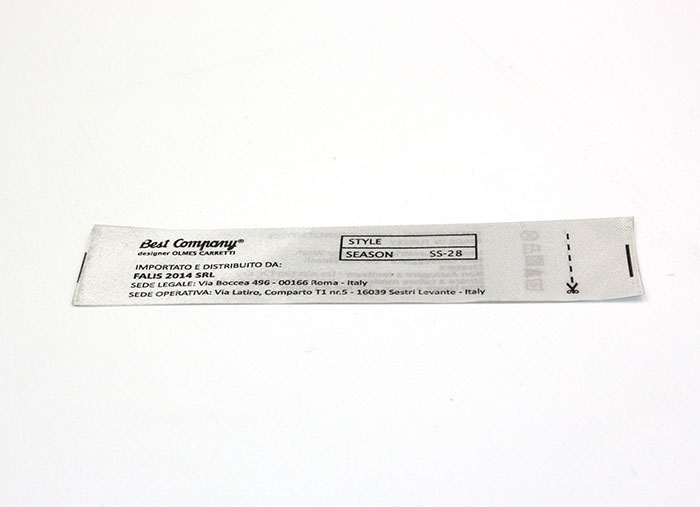 Best Company®
designer OLMES CARRETTI
IMPORTATO E DISTRIBUITO DA:
FALIS 2014 SRL
SEDE LEGALE: Via Boccea 496 - 00166 Roma - Italy
SEDE OPERATIVA: Via Latiro, Comparto T1 nr.5 - 16039 Sestri Levante - Italy
STYLE
SEASON SS-28